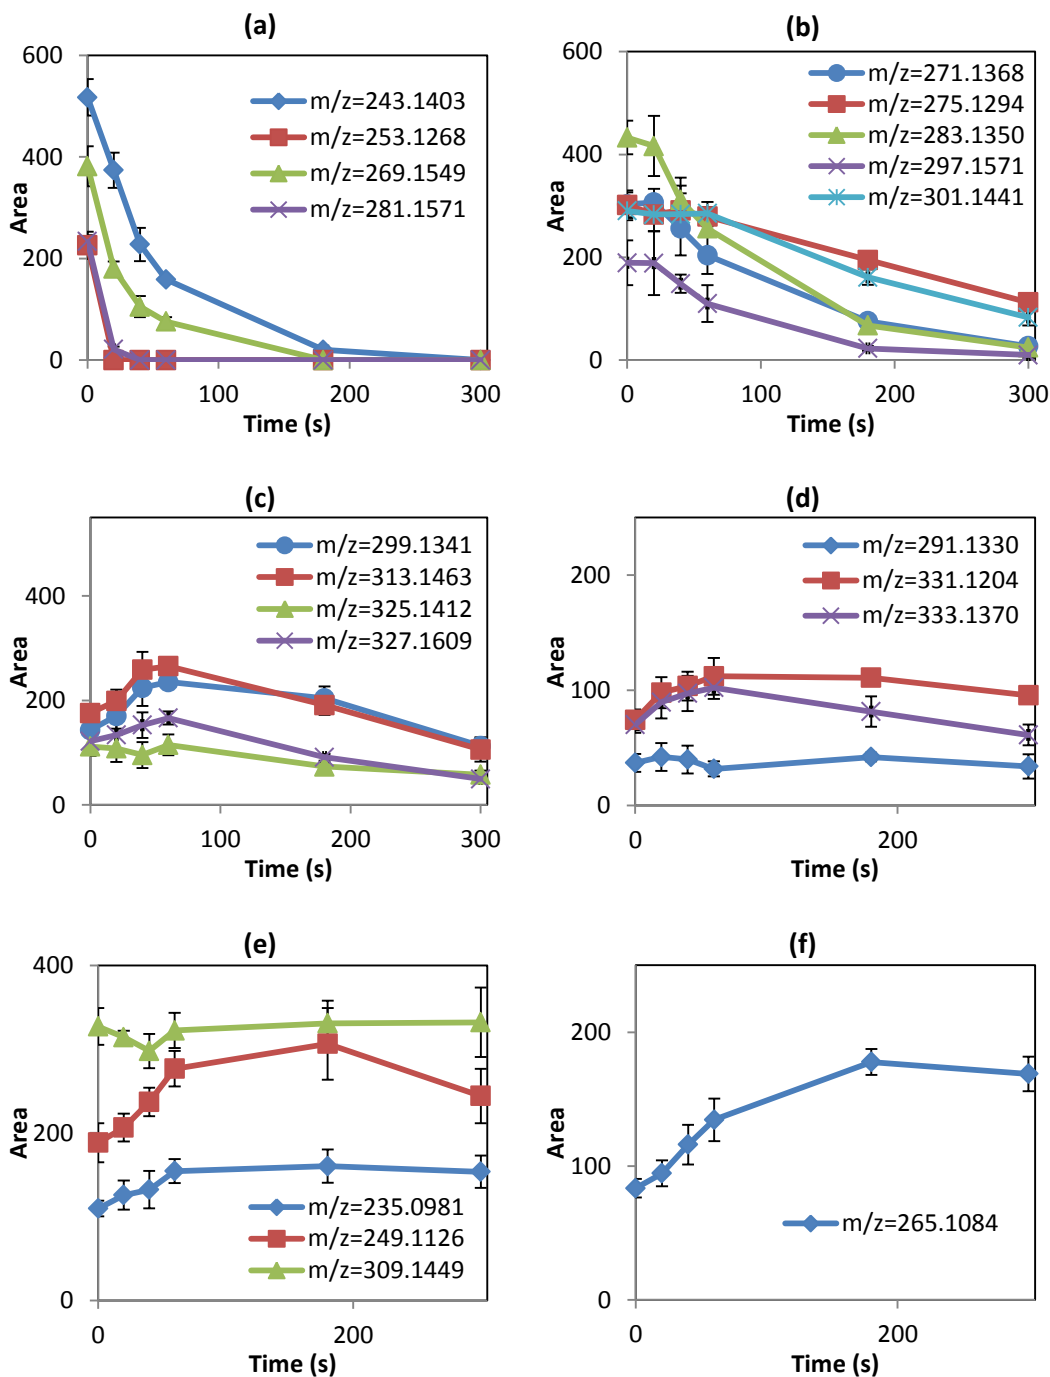 (a)
600
400
200
0
Area
m/z=243.1403
m/z=253.1268
m/z=269.1549
m/z=281.1571
0 100 200 300
Time (s)
(b)
600
400
200
0
Area
m/z=271.1368
m/z=275.1294
m/z=283.1350
m/z=297.1571
m/z=301.1441
0 100 200 300
Time (s)
(c)
400
200
0
Area
m/z=299.1341
m/z=313.1463
m/z=325.1412
m/z=327.1609
0 100 200 300
Time (s)
(d)
200
100
0
Area
m/z=291.1330
m/z=331.1204
m/z=333.1370
0 200
Time (s)
(e)
400
200
0
Area
m/z=235.0981
m/z=249.1126
m/z=309.1449
0 200
Time (s)
(f)
200
100
0
Area
m/z=265.1084
0 200
Time (s)